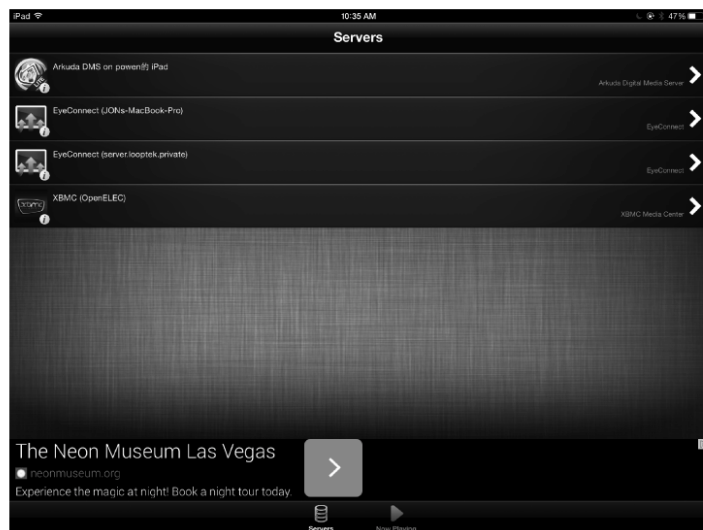 iPad
10:35 AM
47%
Servers
Arkuda DMS on powen的 iPad
Arkuda Digital Media Server
EyeConnect (JONs-MacBook-Pro)
EyeConnect
EyeConnect (server.looptek.private)
EyeConnect
XBMC (OpenELEC)
XBMC Media Center
The Neon Museum Las Vegas
neonmuseum.org
Experience the magic at night! Book a night tour today.
Servers
Now Playing